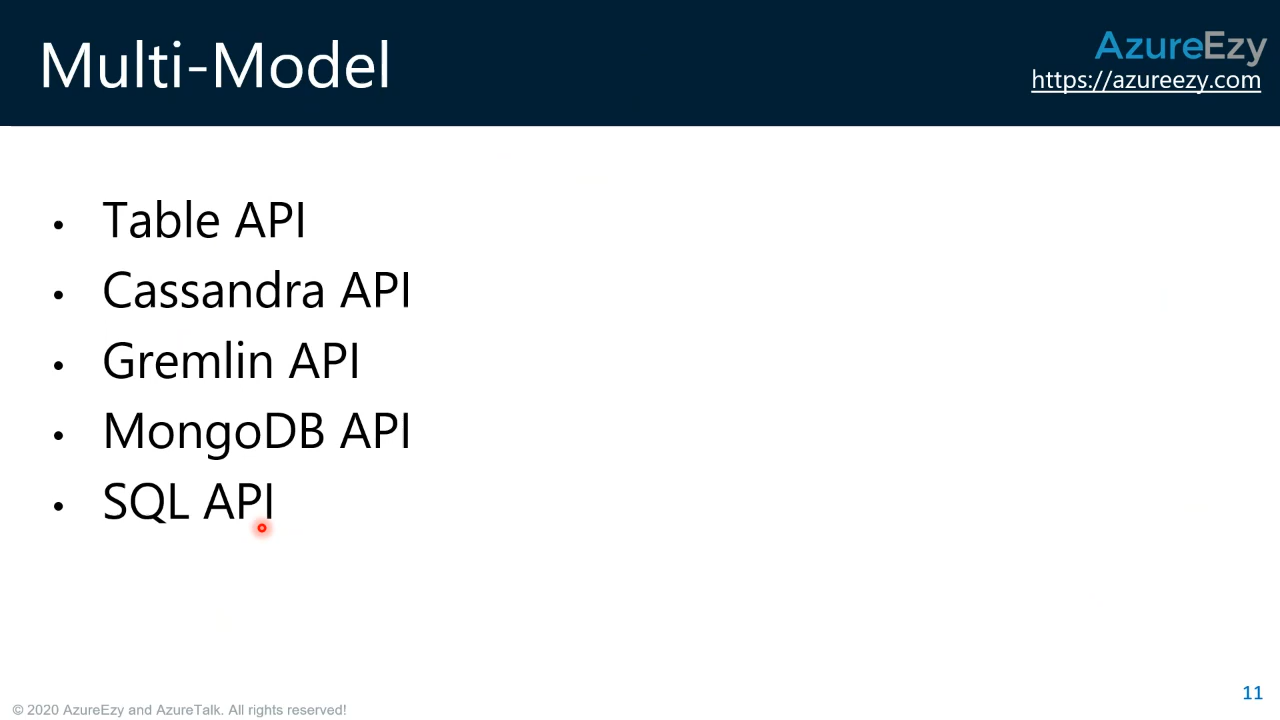 Multi-Model
AzureEzy
https://azureezy.com
• Table API
• Cassandra API
• Gremlin API
• MongoDB API
• SQL API
© 2020 AzureEzy and AzureTalk. All rights reserved!
11